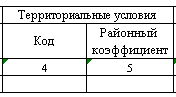 Территориальные условия
Код
Районный
коэффициент
4
5